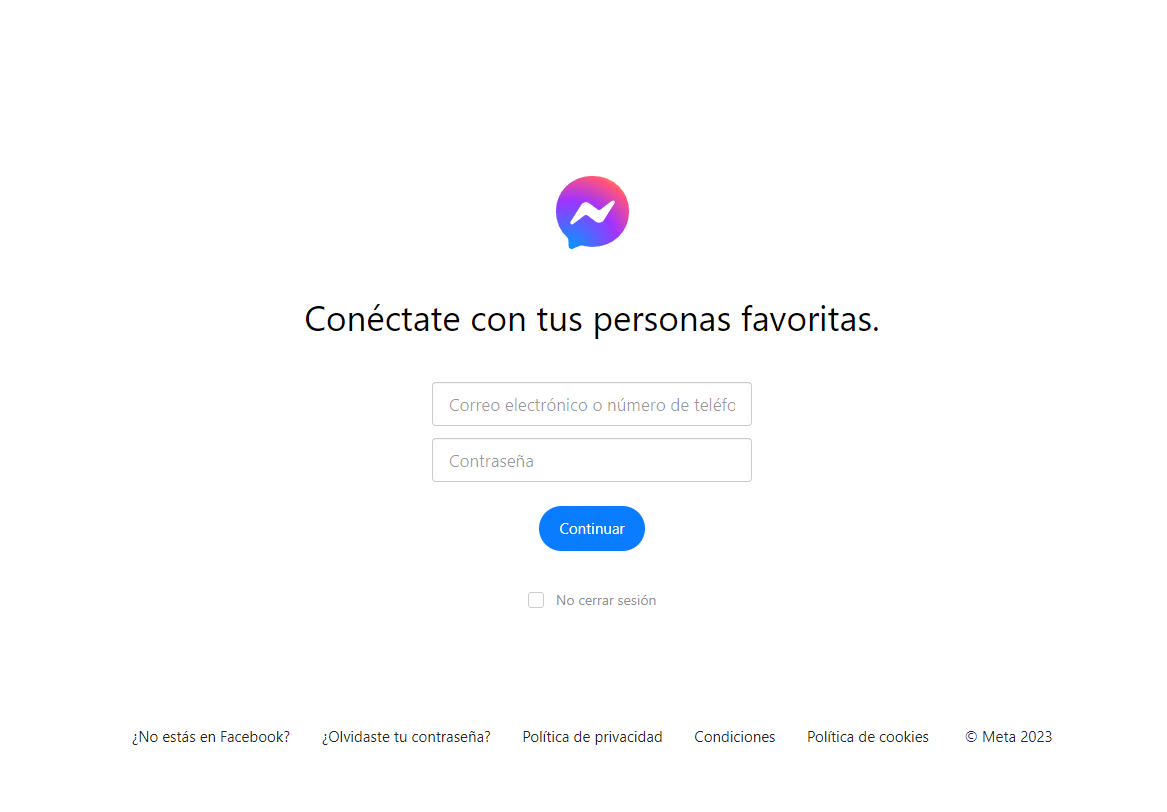 Conéctate con tus personas favoritas.
Correo electrónico o número de teléfo
Contraseña
Continuar
No cerrar sesión
¿No estás en Facebook? ¿Olvidaste tu contraseña? Política de privacidad Condiciones Política de cookies © Meta 2023